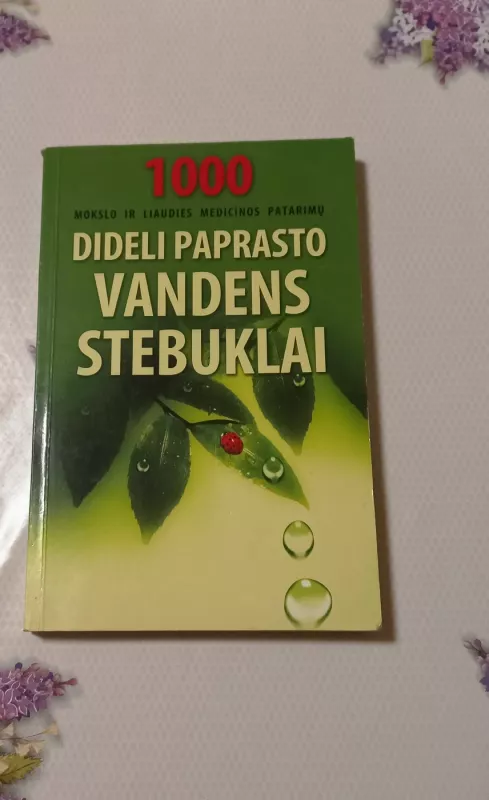 1000
MOKSLO IR LIAUDIES MEDICINOS PATARIMŲ
DIDELI PAPRASTO
VANDENS
STEBUKLAI